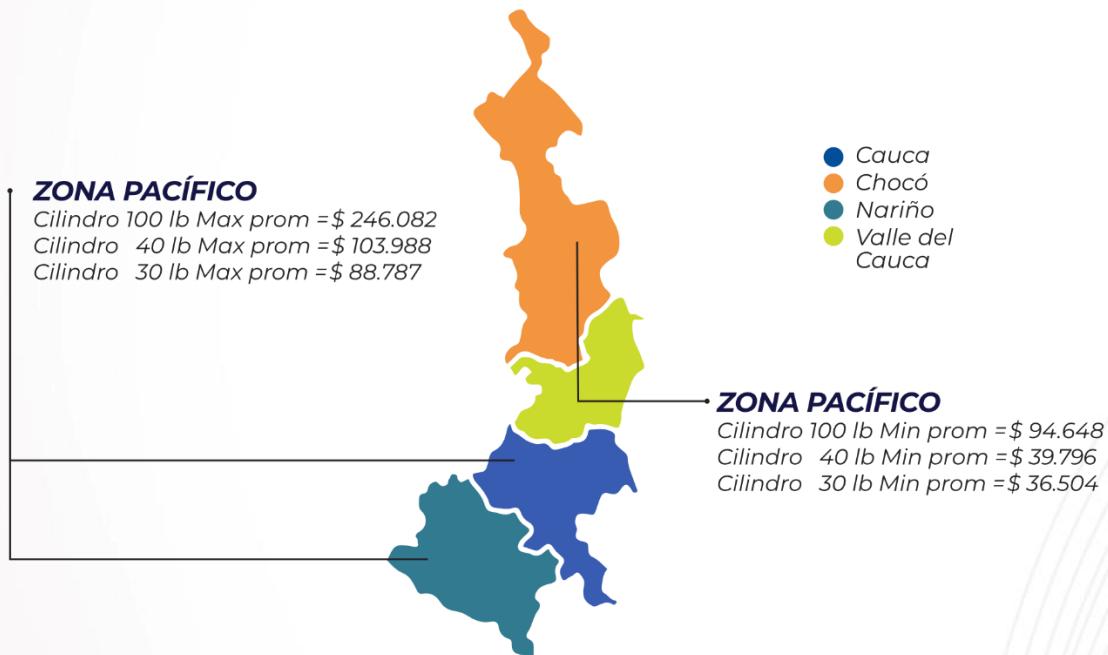 ZONA PACÍFICO
Cilindro 100 lb Max prom =$ 246.082
Cilindro 40 lb Max prom =$ 103.988
Cilindro 30 lb Max prom =$ 88.787
Cauca
Chocó
Nariño
Valle del
Cauca
ZONA PACÍFICO
Cilindro 100 lb Min prom =$ 94.648
Cilindro 40 lb Min prom =$ 39.796
Cilindro 30 lb Min prom =$ 36.504